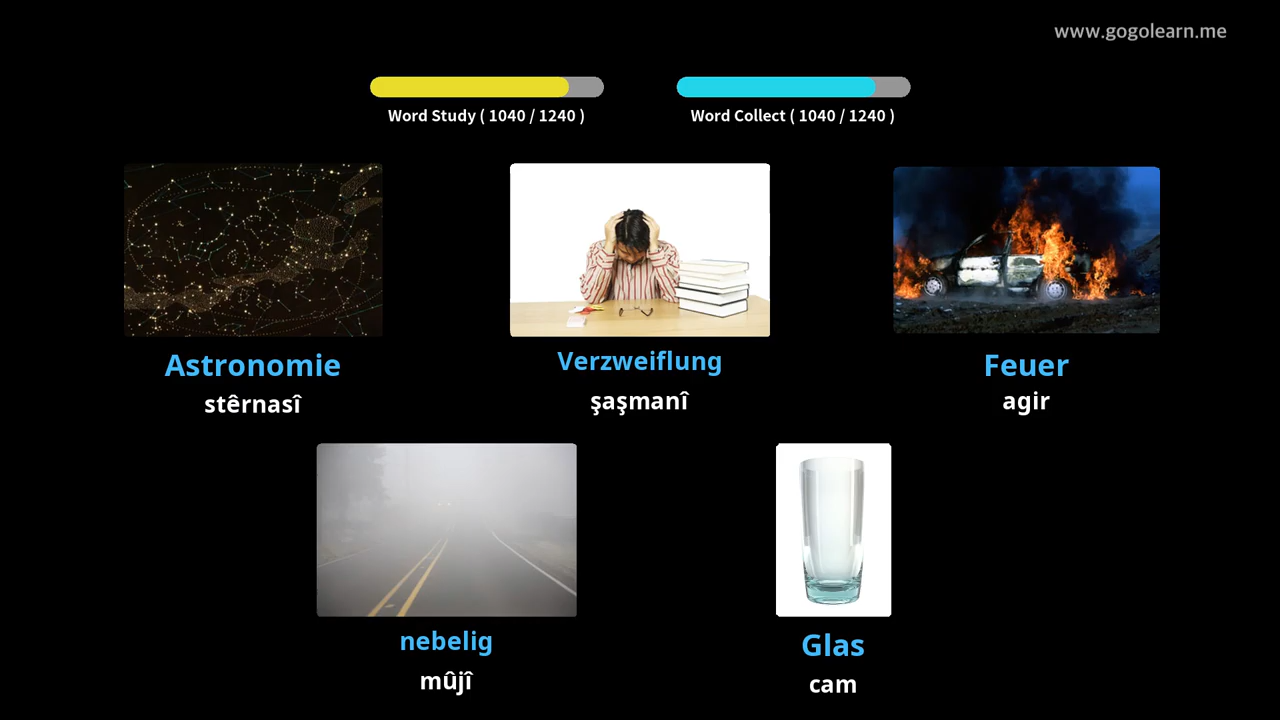 www.gogolearn.me
Word Study ( 1040 / 1240 )
Word Collect ( 1040 / 1240 )
Astronomie
stêrnasî
Verzweiflung
şaşmanî
Feuer
agir
nebelig
mûjî
Glas
cam